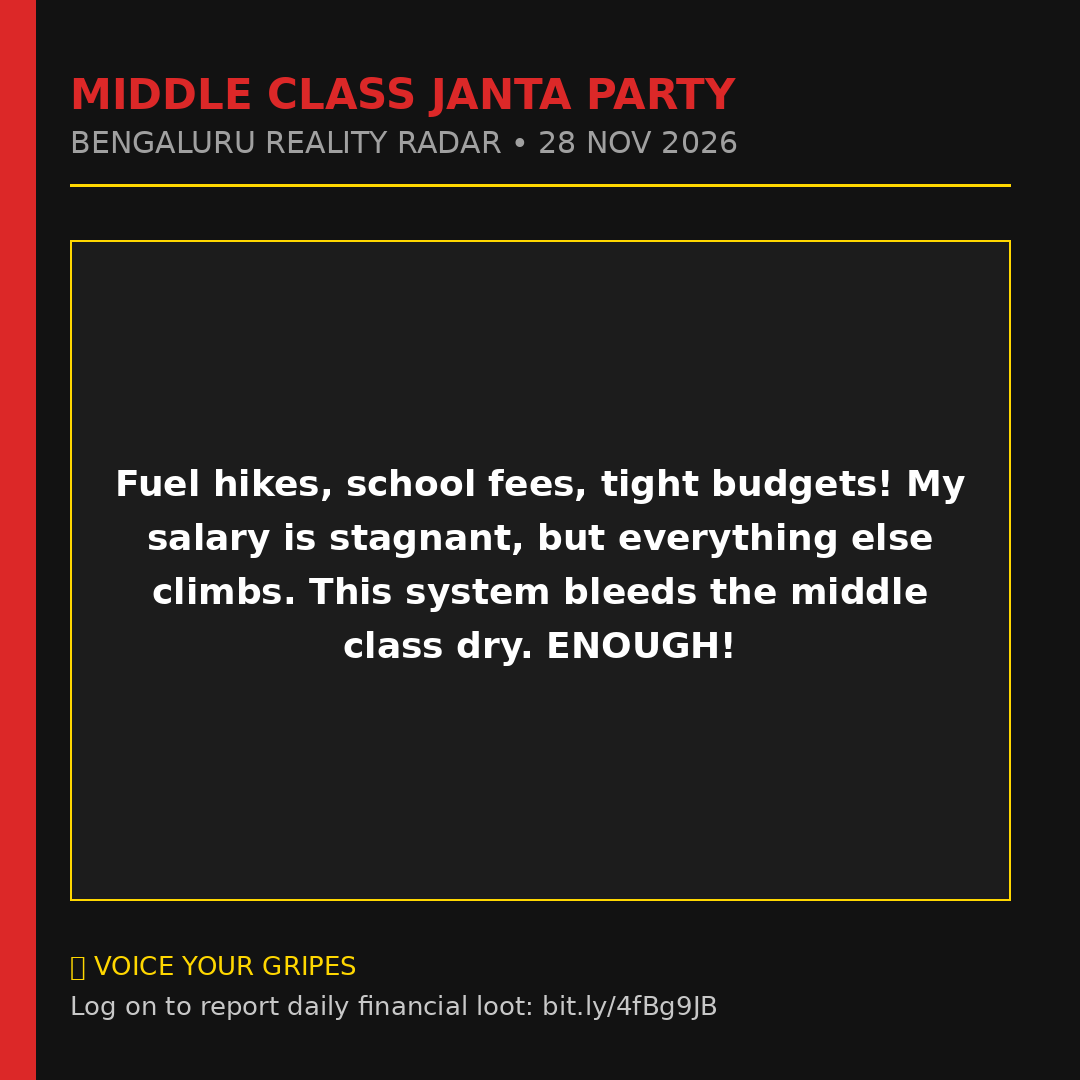 MIDDLE CLASS JANTA PARTY
BENGALURU REALITY RADAR • 28 NOV 2026
Fuel hikes, school fees, tight budgets! My
salary is stagnant, but everything else
climbs. This system bleeds the middle
class dry. ENOUGH!
VOICE YOUR GRIPES
Log on to report daily financial loot: bit.ly/4fBg9JB